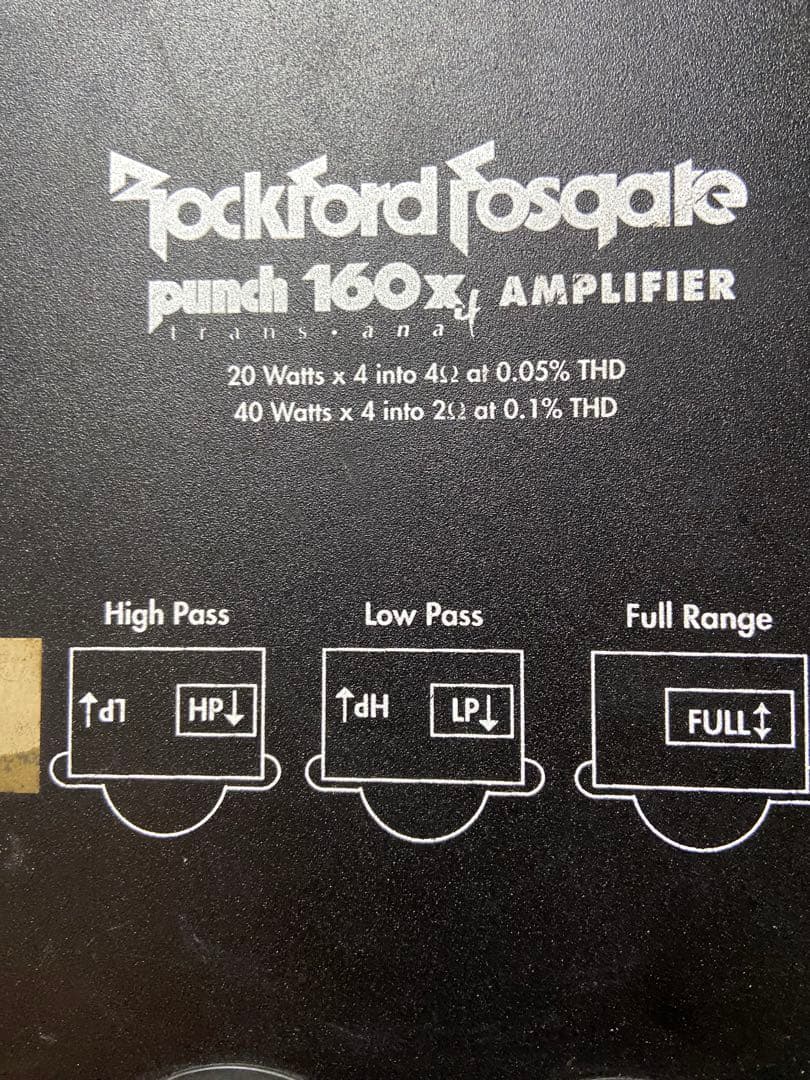 Rockford Fosgate
punch 160x4 AMPLIFIER
trans•ana
20 Watts x 4 into 4Ω at 0.05% THD
40 Watts x 4 into 2Ω at 0.1% THD
High Pass Low Pass Full Range
LP↑ HP↓ HP↑ LP↓ FULL↕